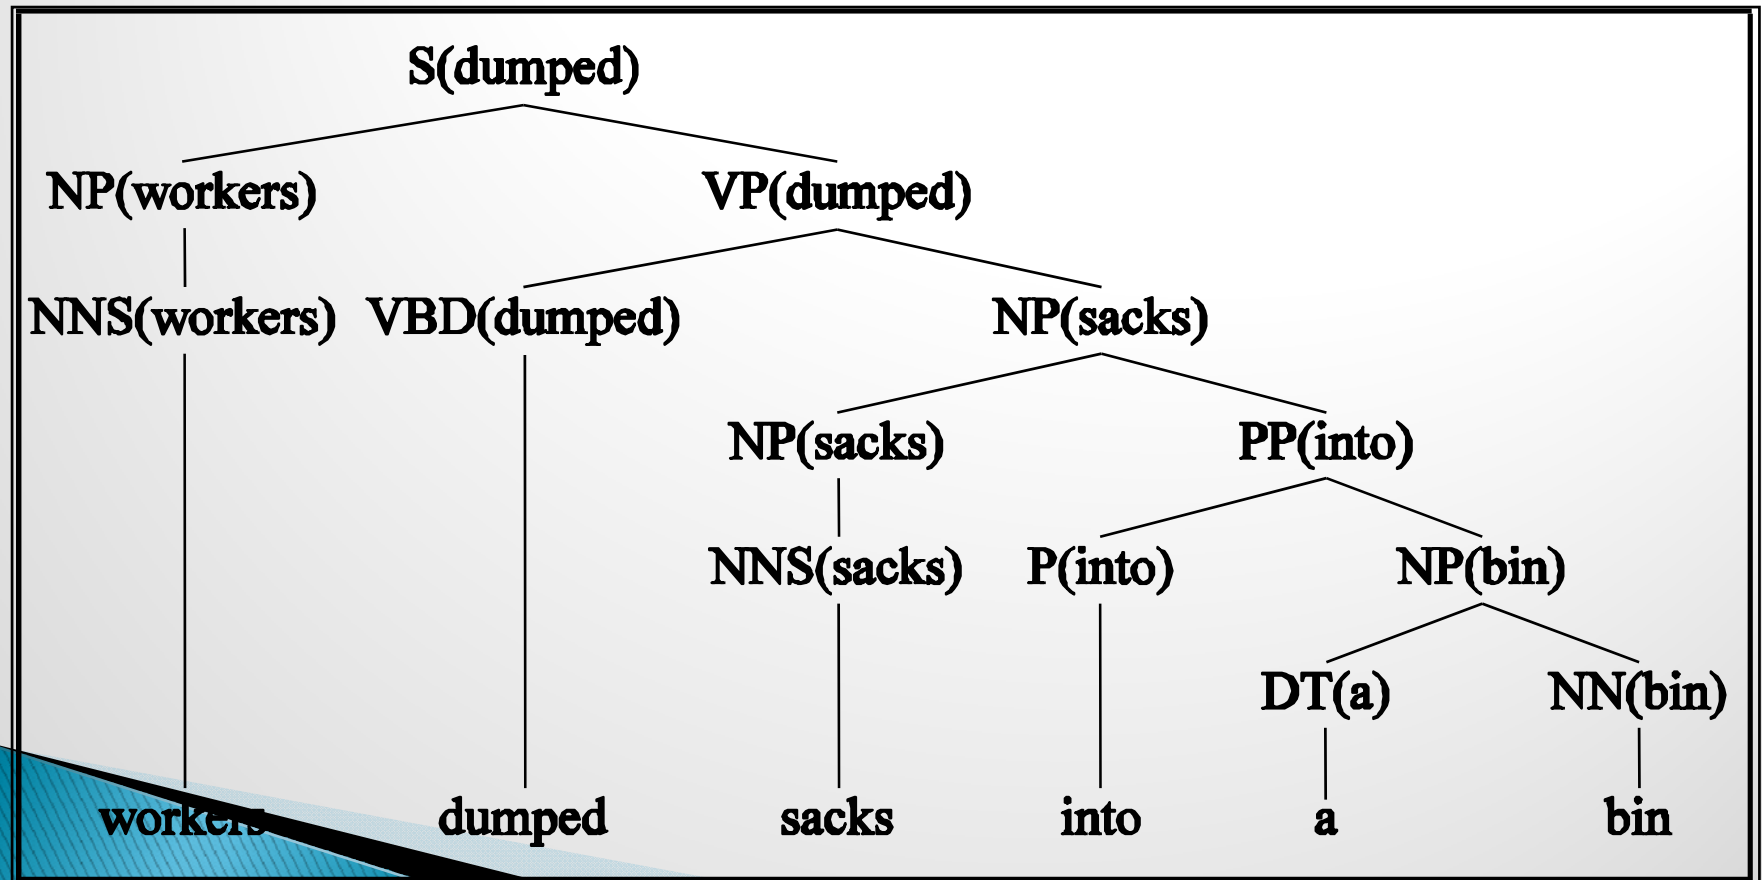 S(dumped)
NP(workers) VP(dumped)
NNS(workers) VBD(dumped) NP(sacks)
NP(sacks) PP(into)
NNS(sacks) P(into) NP(bin)
DT(a) NN(bin)
workers dumped sacks into a bin